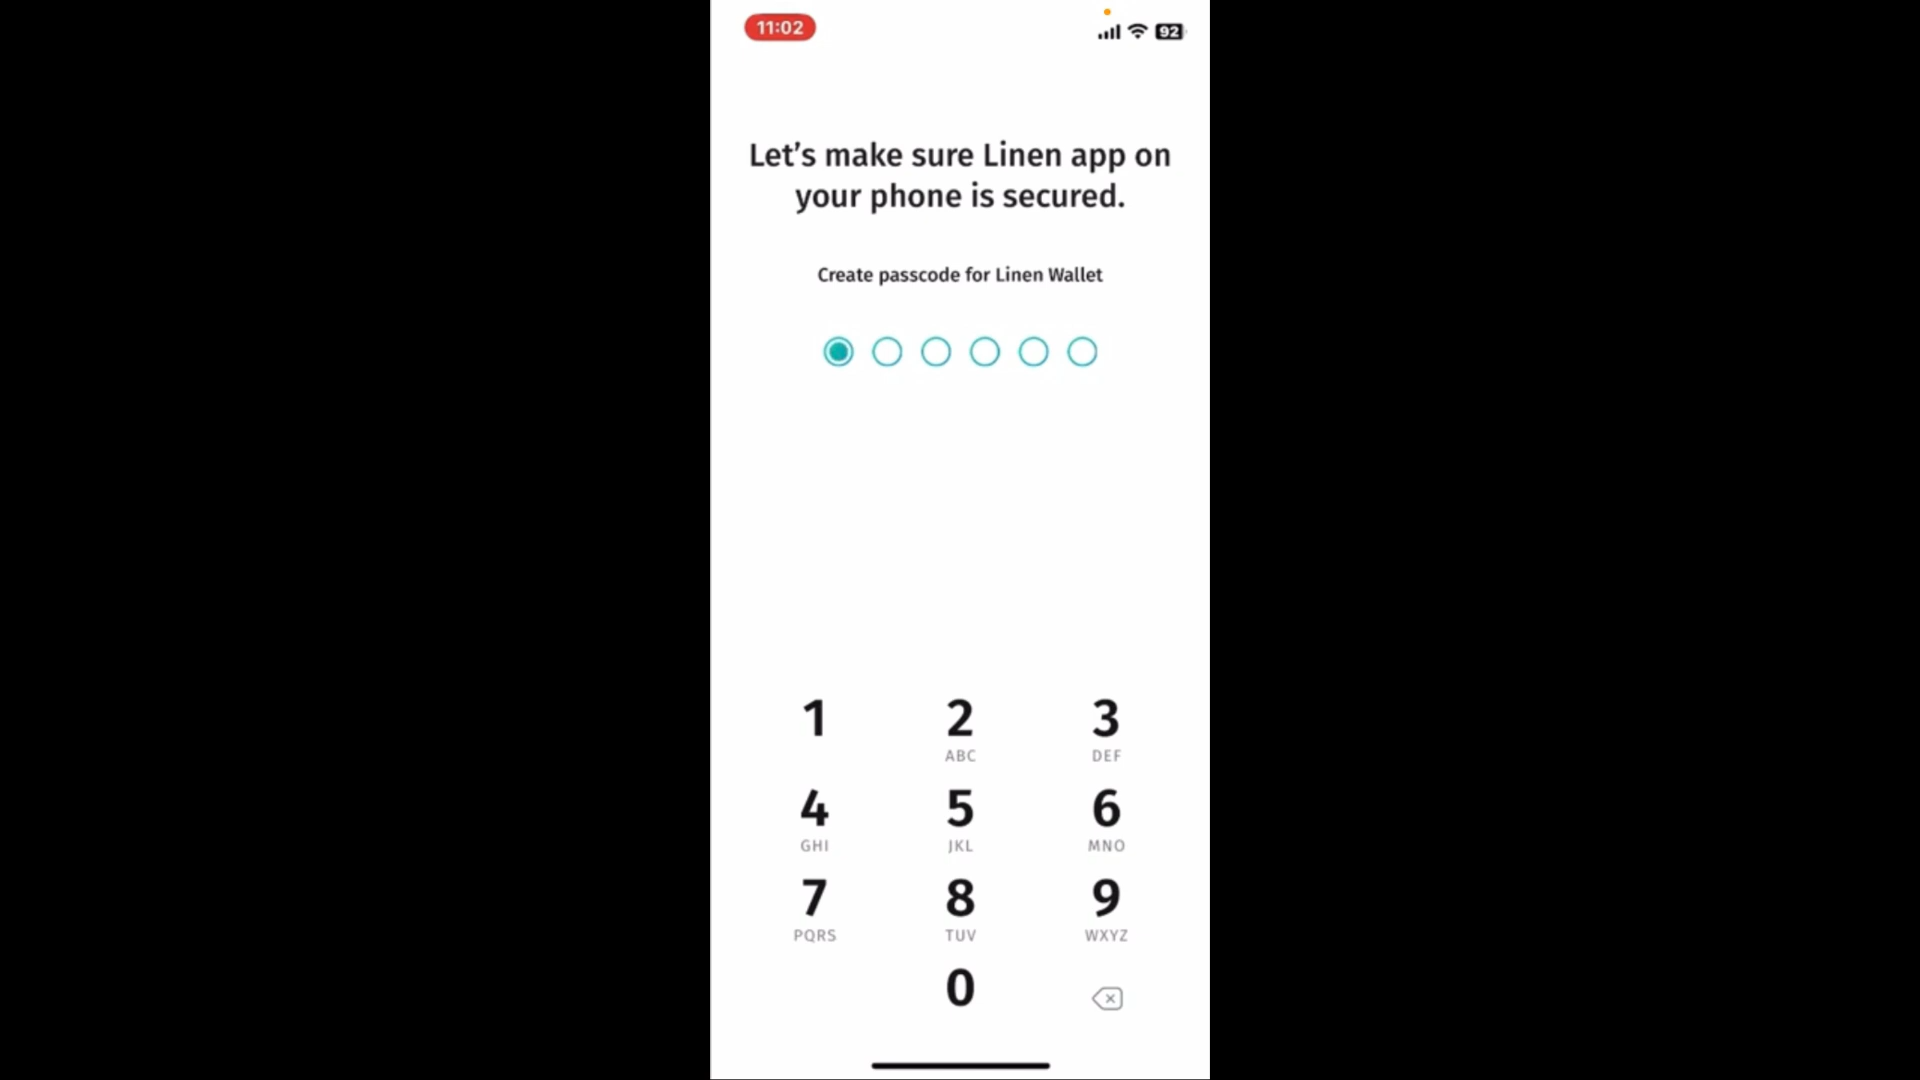 11:02
92
Let’s make sure Linen app on
your phone is secured.
Create passcode for Linen Wallet
1 2 3
ABC DEF
4 5 6
GHI JKL MNO
7 8 9
PQRS TUV WXYZ
0